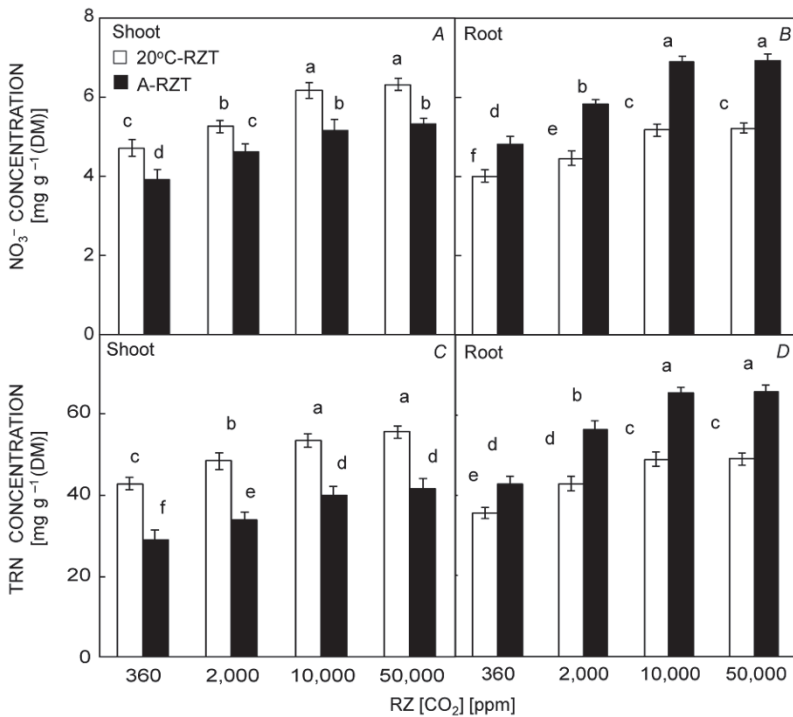 Shoot
A
20°C-RZT
A-RZT
c
d
b
c
a
b
a
b
Root
B
f
d
e
b
c
a
c
a
8
6
4
2
0
NO₃⁻ CONCENTRATION
[mg g⁻¹ (DM)]
Shoot
C
c
f
b
e
a
d
a
d
Root
D
e
d
d
b
c
a
c
a
60
40
20
0
TRN CONCENTRATION
[mg g⁻¹ (DM)]
360 2,000 10,000 50,000 360 2,000 10,000 50,000
RZ [CO₂] [ppm]